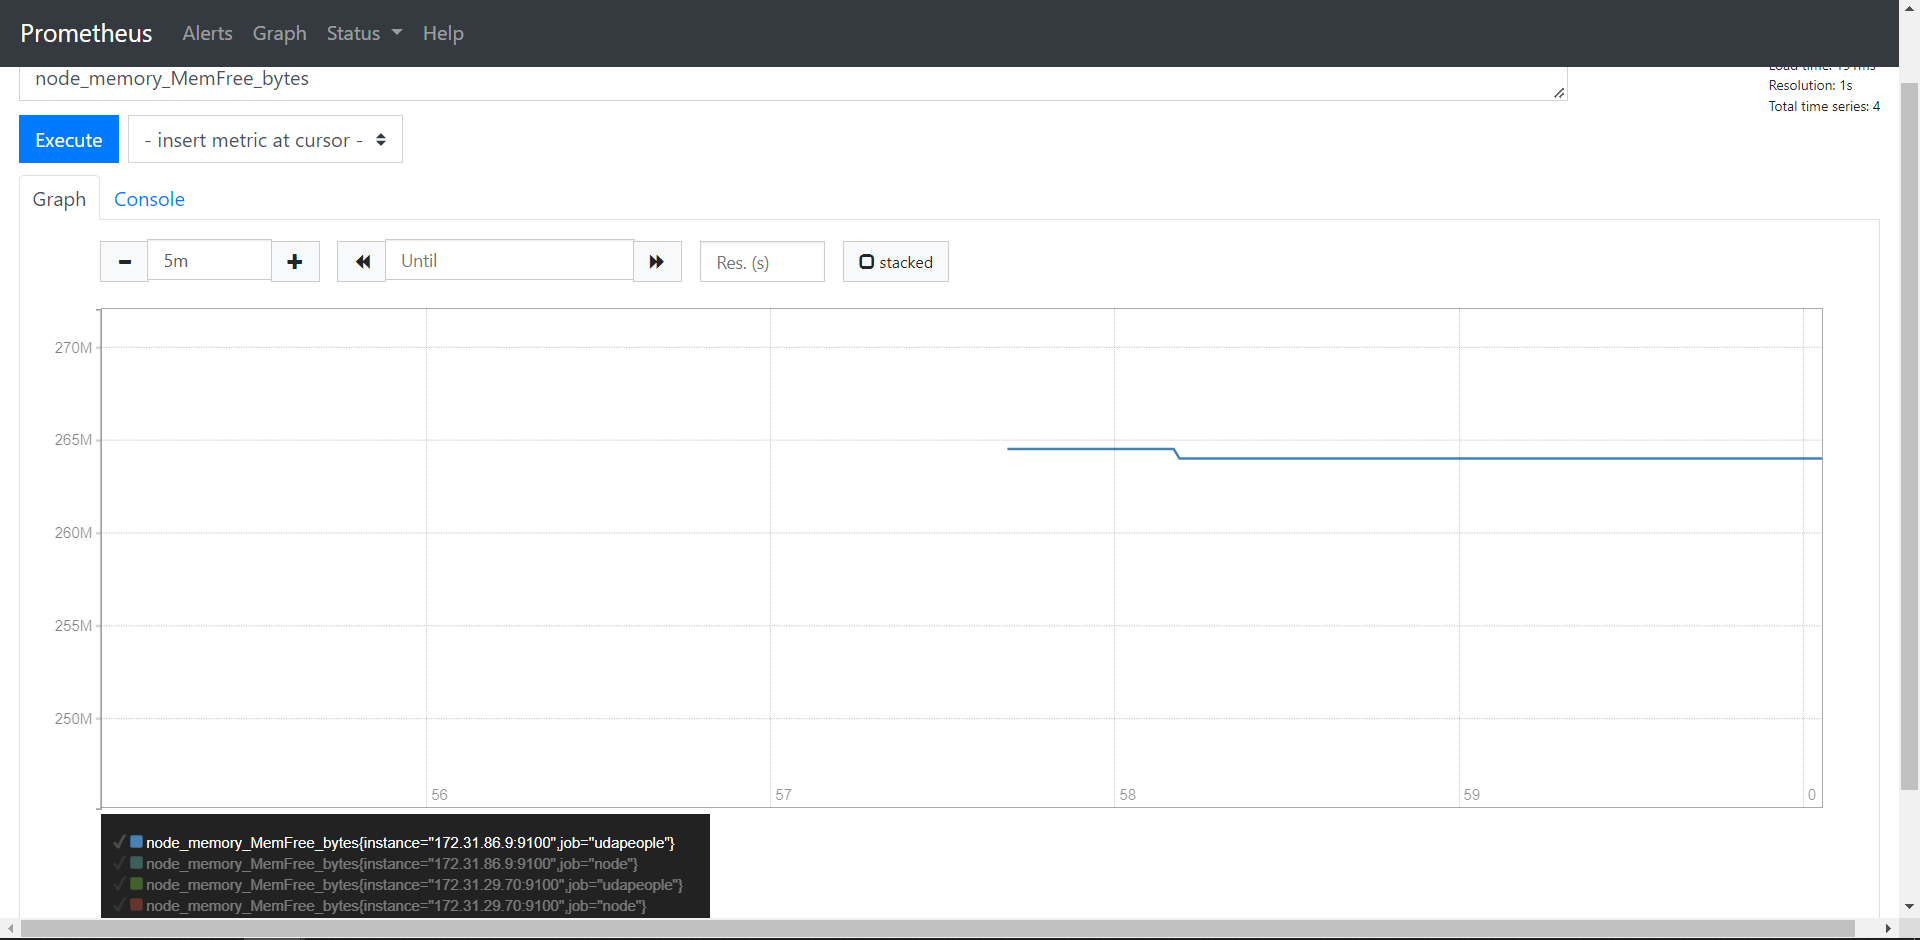 Prometheus Alerts Graph Status Help
node_memory_MemFree_bytes
Resolution: 1s
Total time series: 4
Execute - insert metric at cursor -
Graph Console
5m Until Res. (s) stacked
270M
265M
260M
255M
250M
56 57 58 59 0
node_memory_MemFree_bytes{instance="172.31.86.9:9100",job="udapeople"}
node_memory_MemFree_bytes{instance="172.31.86.9:9100",job="node"}
node_memory_MemFree_bytes{instance="172.31.29.70:9100",job="udapeople"}
node_memory_MemFree_bytes{instance="172.31.29.70:9100",job="node"}